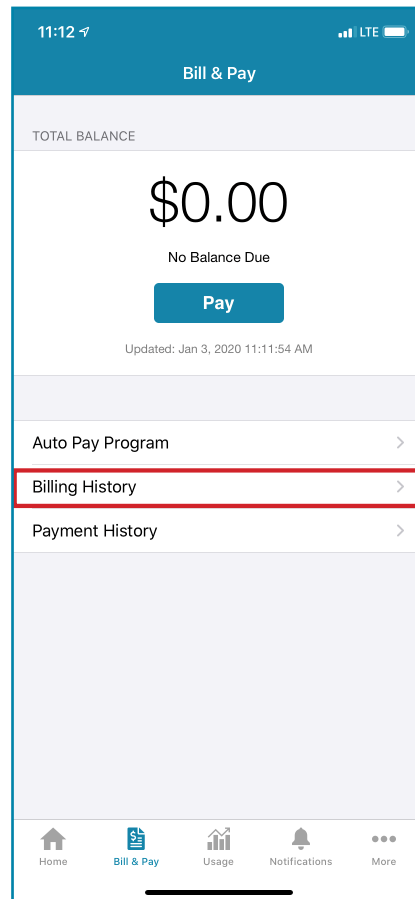 11:12
LTE
Bill & Pay
TOTAL BALANCE
$0.00
No Balance Due
Pay
Updated: Jan 3, 2020 11:11:54 AM
Auto Pay Program
Billing History
Payment History
Home Bill & Pay Usage Notifications More